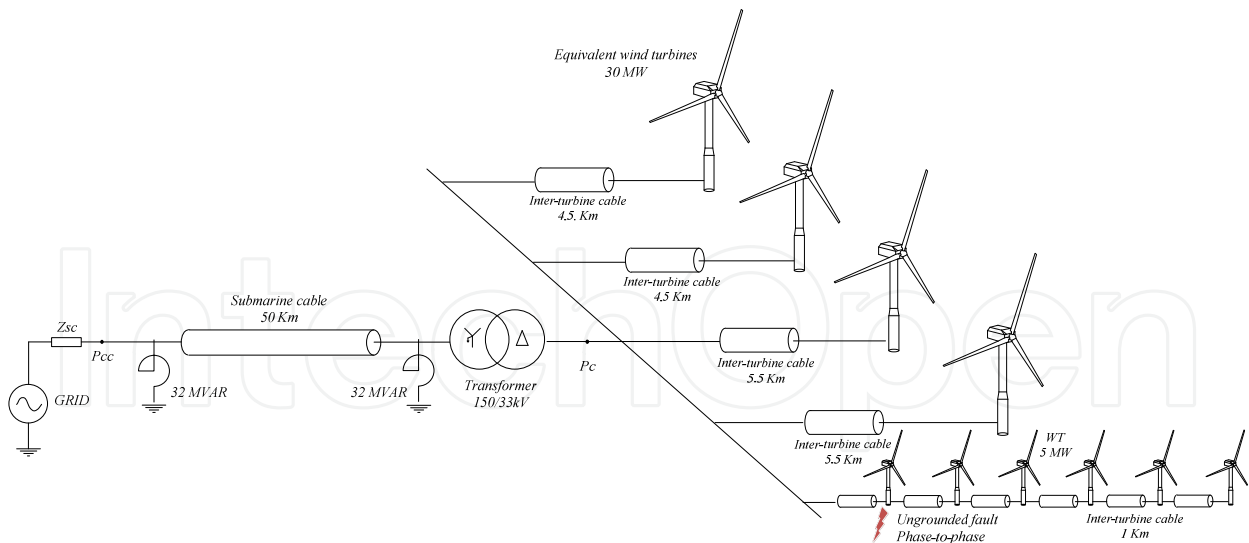 Equivalent wind turbines
30 MW
Inter-turbine cable
4.5. Km
Inter-turbine cable
4.5 Km
Submarine cable
50 Km
Zsc
Pcc
32 MVAR
32 MVAR
GRID
Transformer
150/33kV
Pc
Inter-turbine cable
5.5 Km
Inter-turbine cable
5.5 Km
WT
5 MW
Ungrounded fault
Phase-to-phase
Inter-turbine cable
1 Km
IntechOpen